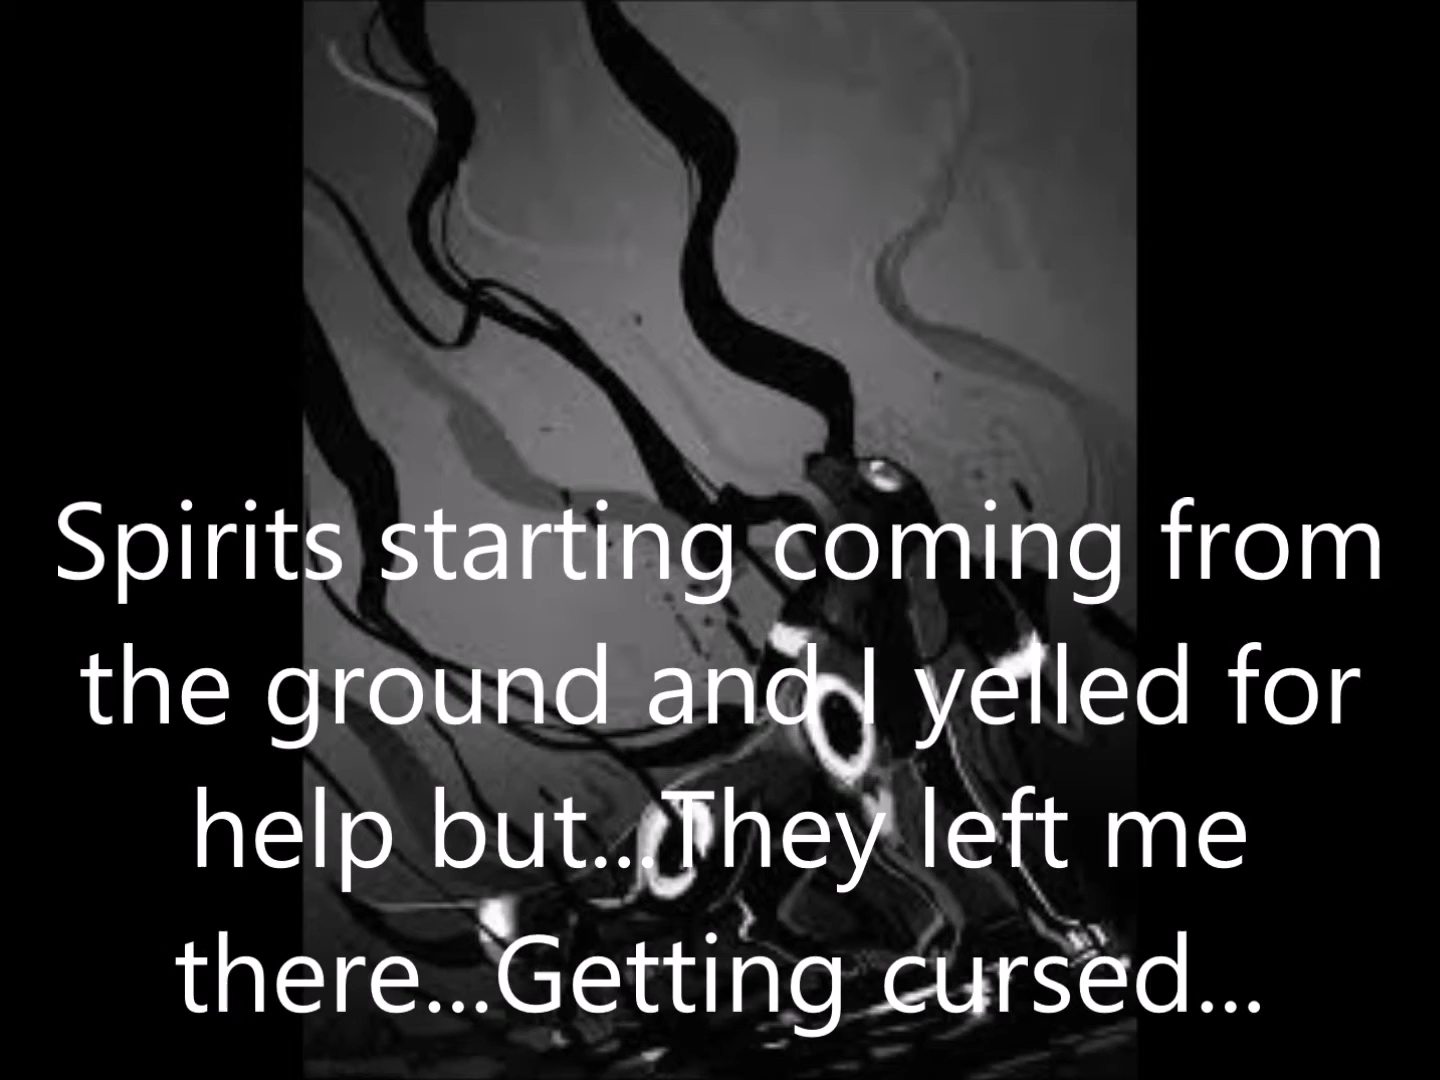 Spirits starting coming from
the ground and I yelled for
help but...They left me
there...Getting cursed...